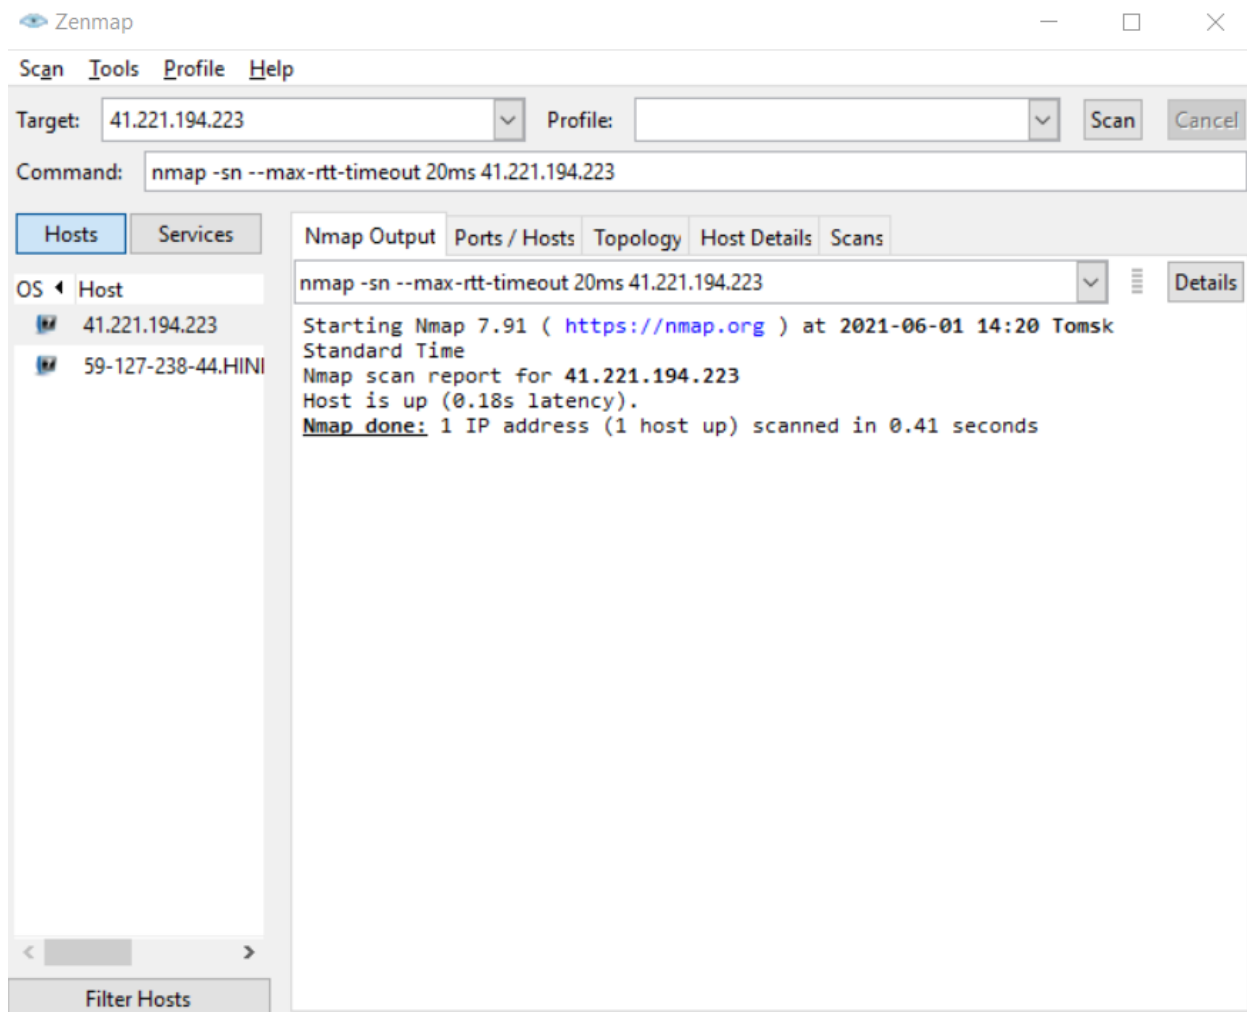 Zenmap
Scan Tools Profile Help
Target: 41.221.194.223 Profile: Scan Cancel
Command: nmap -sn --max-rtt-timeout 20ms 41.221.194.223
Hosts Services
Nmap Output Ports / Hosts Topology Host Details Scans
OS Host
41.221.194.223
59-127-238-44.HINI
nmap -sn --max-rtt-timeout 20ms 41.221.194.223 Details
Starting Nmap 7.91 ( https://nmap.org ) at 2021-06-01 14:20 Tomsk
Standard Time
Nmap scan report for 41.221.194.223
Host is up (0.18s latency).
Nmap done: 1 IP address (1 host up) scanned in 0.41 seconds
Filter Hosts